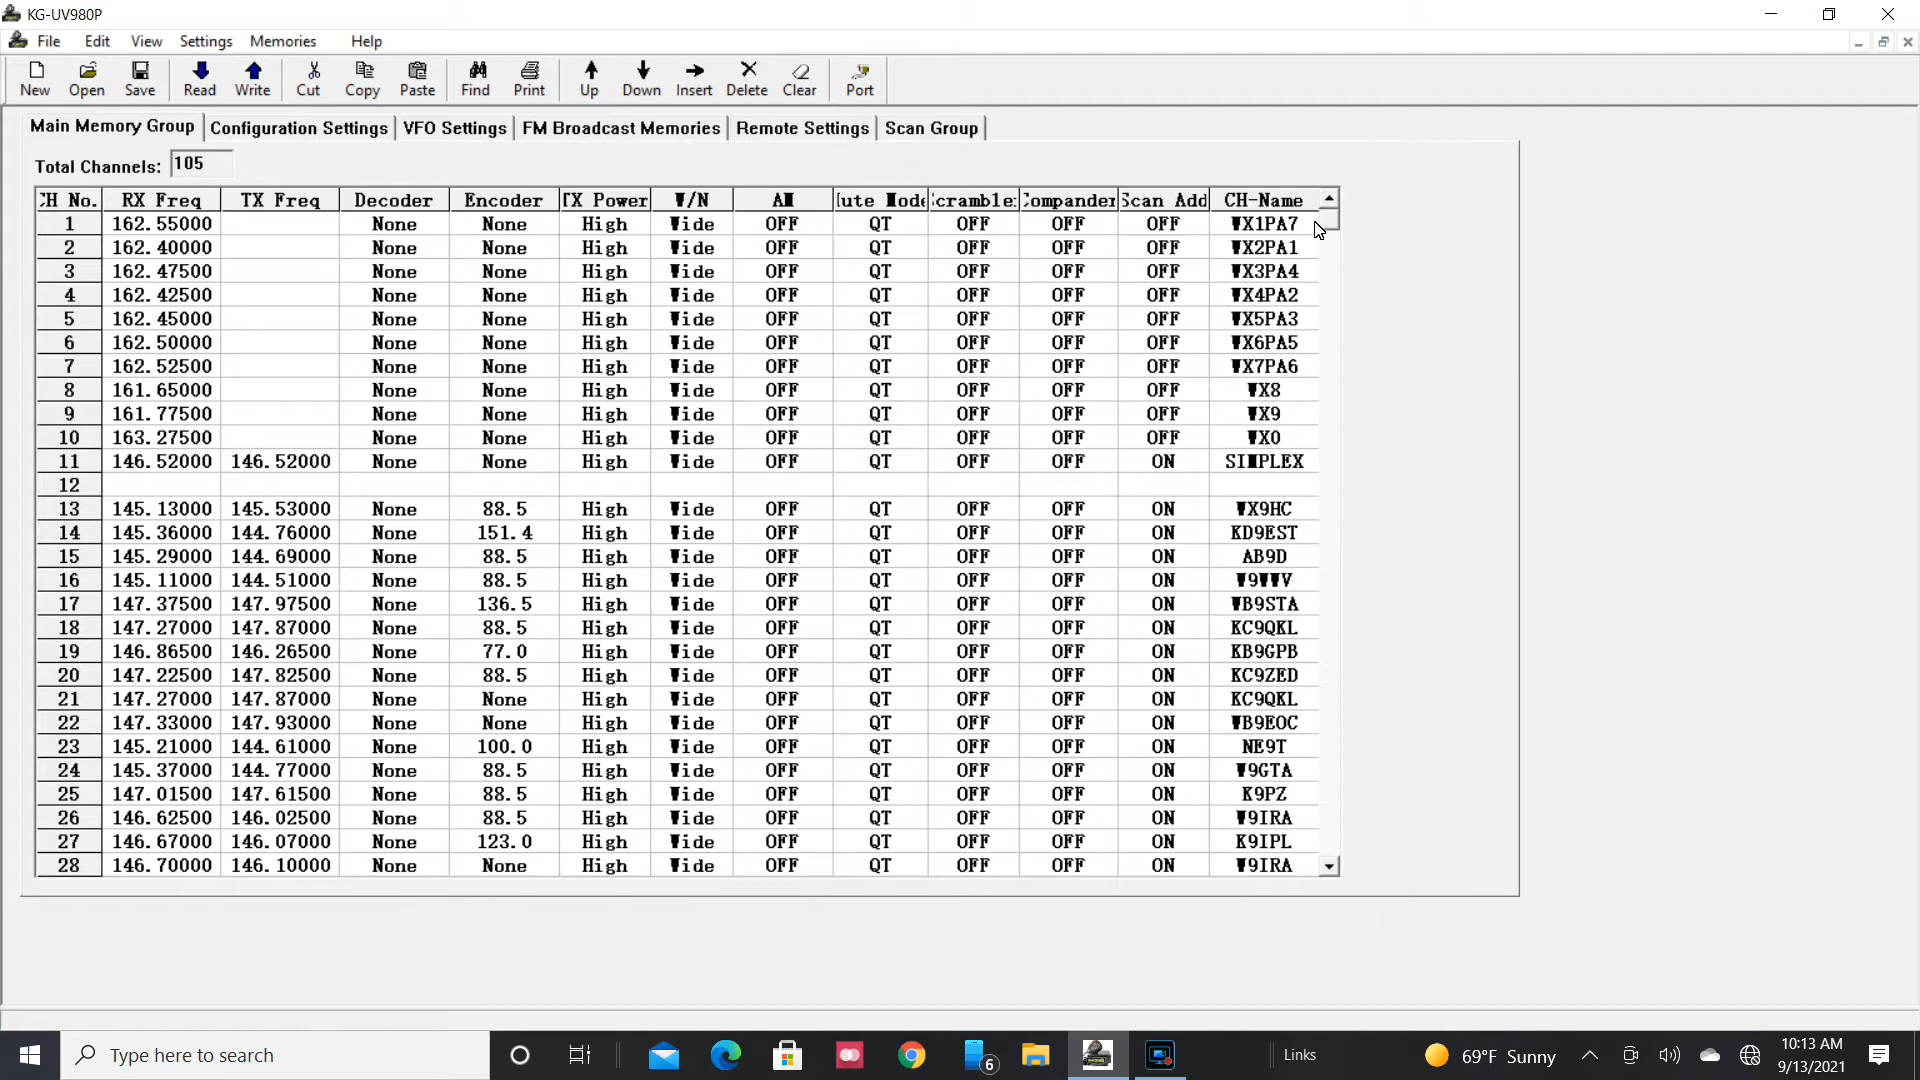 KG-UV980P
File Edit View Settings Memories Help
New Open Save Read Write Cut Copy Paste Find Print Up Down Insert Delete Clear Port
Main Memory Group Configuration Settings VFO Settings FM Broadcast Memories Remote Settings Scan Group
Total Channels: 105
CH No. RX Freq TX Freq Decoder Encoder TX Power W/N AM Mute Mode Scrambler Compander Scan Add CH-Name
1 162.55000 None None High Wide OFF QT OFF OFF OFF WX1PA7
2 162.40000 None None High Wide OFF QT OFF OFF OFF WX2PA1
3 162.47500 None None High Wide OFF QT OFF OFF OFF WX3PA4
4 162.42500 None None High Wide OFF QT OFF OFF OFF WX4PA2
5 162.45000 None None High Wide OFF QT OFF OFF OFF WX5PA3
6 162.50000 None None High Wide OFF QT OFF OFF OFF WX6PA5
7 162.52500 None None High Wide OFF QT OFF OFF OFF WX7PA6
8 161.65000 None None High Wide OFF QT OFF OFF OFF WX8
9 161.77500 None None High Wide OFF QT OFF OFF OFF WX9
10 163.27500 None None High Wide OFF QT OFF OFF OFF WX0
11 146.52000 146.52000 None None High Wide OFF QT OFF OFF ON SIMPLEX
12
13 145.13000 145.53000 None 88.5 High Wide OFF QT OFF OFF ON WX9HC
14 145.36000 144.76000 None 151.4 High Wide OFF QT OFF OFF ON KD9EST
15 145.29000 144.69000 None 88.5 High Wide OFF QT OFF OFF ON AB9D
16 145.11000 144.51000 None 88.5 High Wide OFF QT OFF OFF ON W9WWV
17 147.37500 147.97500 None 136.5 High Wide OFF QT OFF OFF ON WB9STA
18 147.27000 147.87000 None 88.5 High Wide OFF QT OFF OFF ON KC9QKL
19 146.86500 146.26500 None 77.0 High Wide OFF QT OFF OFF ON KB9GPB
20 147.22500 147.82500 None 88.5 High Wide OFF QT OFF OFF ON KC9ZED
21 147.27000 147.87000 None None High Wide OFF QT OFF OFF ON KC9QKL
22 147.33000 147.93000 None None High Wide OFF QT OFF OFF ON WB9EOC
23 145.21000 144.61000 None 100.0 High Wide OFF QT OFF OFF ON NE9T
24 145.37000 144.77000 None 88.5 High Wide OFF QT OFF OFF ON W9GTA
25 147.01500 147.61500 None 88.5 High Wide OFF QT OFF OFF ON K9PZ
26 146.62500 146.02500 None 88.5 High Wide OFF QT OFF OFF ON W9IRA
27 146.67000 146.07000 None 123.0 High Wide OFF QT OFF OFF ON K9IPL
28 146.70000 146.10000 None None High Wide OFF QT OFF OFF ON W9IRA
Type here to search 6 Links 69°F Sunny 10:13 AM
9/13/2021